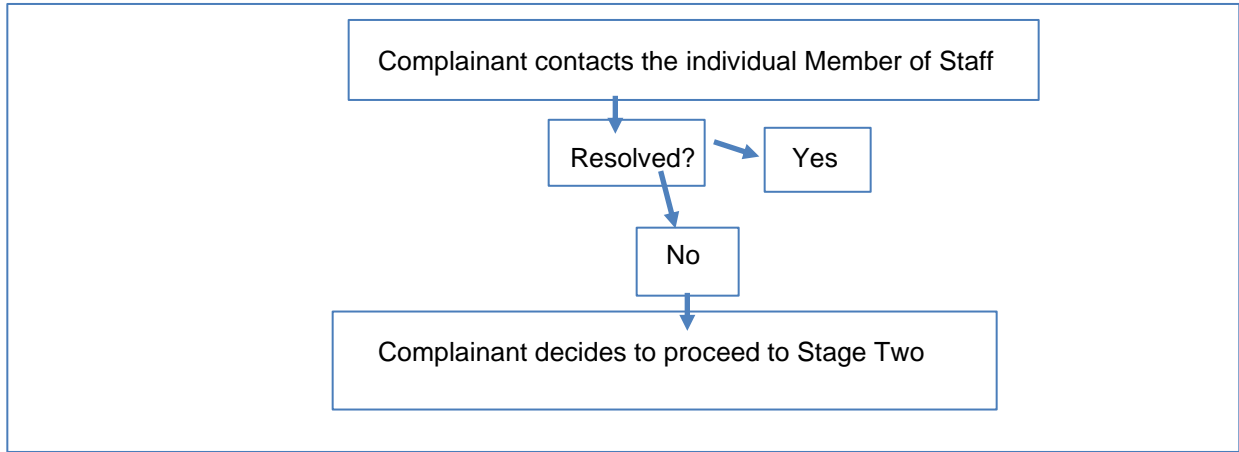 Complainant contacts the individual Member of Staff
Resolved?
Yes
No
Complainant decides to proceed to Stage Two